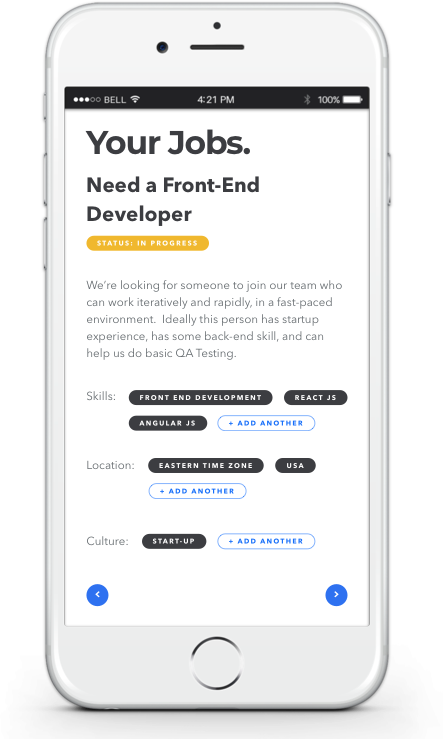 BELL 4:21 PM 100%
Your Jobs.
Need a Front-End
Developer
STATUS: IN PROGRESS
We're looking for someone to join our team who
can work iteratively and rapidly, in a fast-paced
environment. Ideally this person has startup
experience, has some back-end skill, and can
help us do basic QA Testing.
Skills: FRONT END DEVELOPMENT REACT JS
ANGULAR JS + ADD ANOTHER
Location: EASTERN TIME ZONE USA
+ ADD ANOTHER
Culture: START-UP + ADD ANOTHER